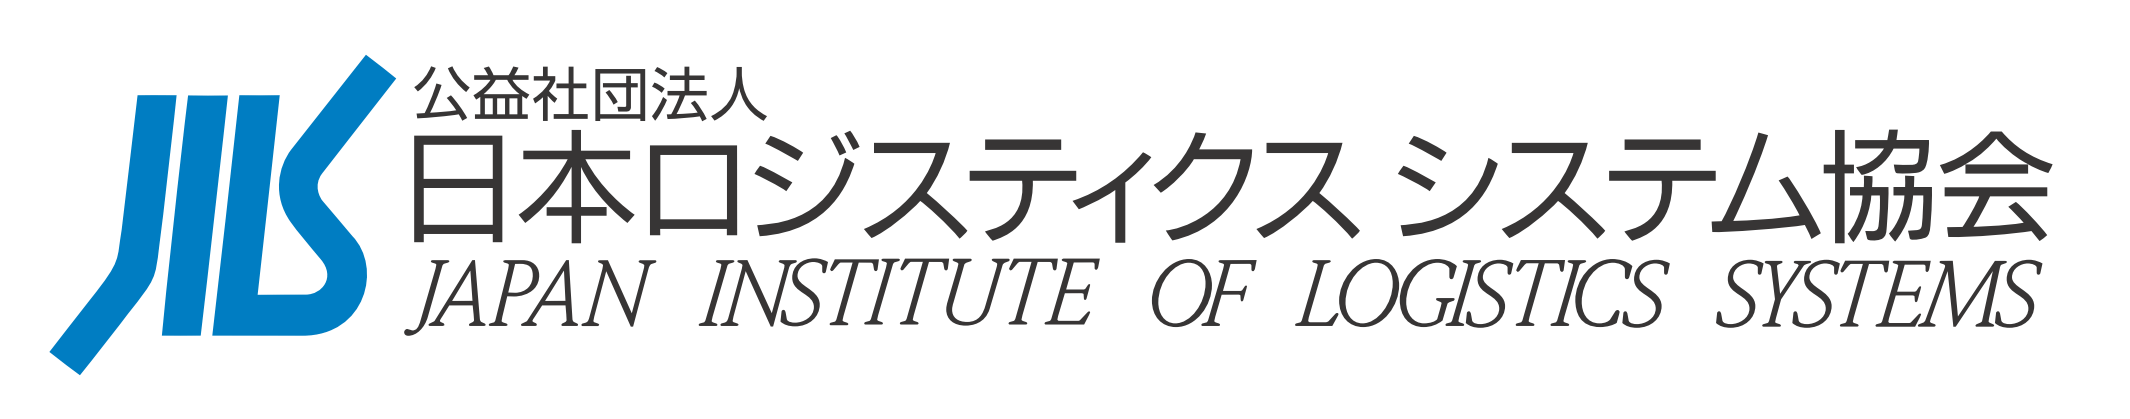 JILS
公益社団法人
日本ロジスティクス システム協会
JAPAN INSTITUTE OF LOGISTICS SYSTEMS